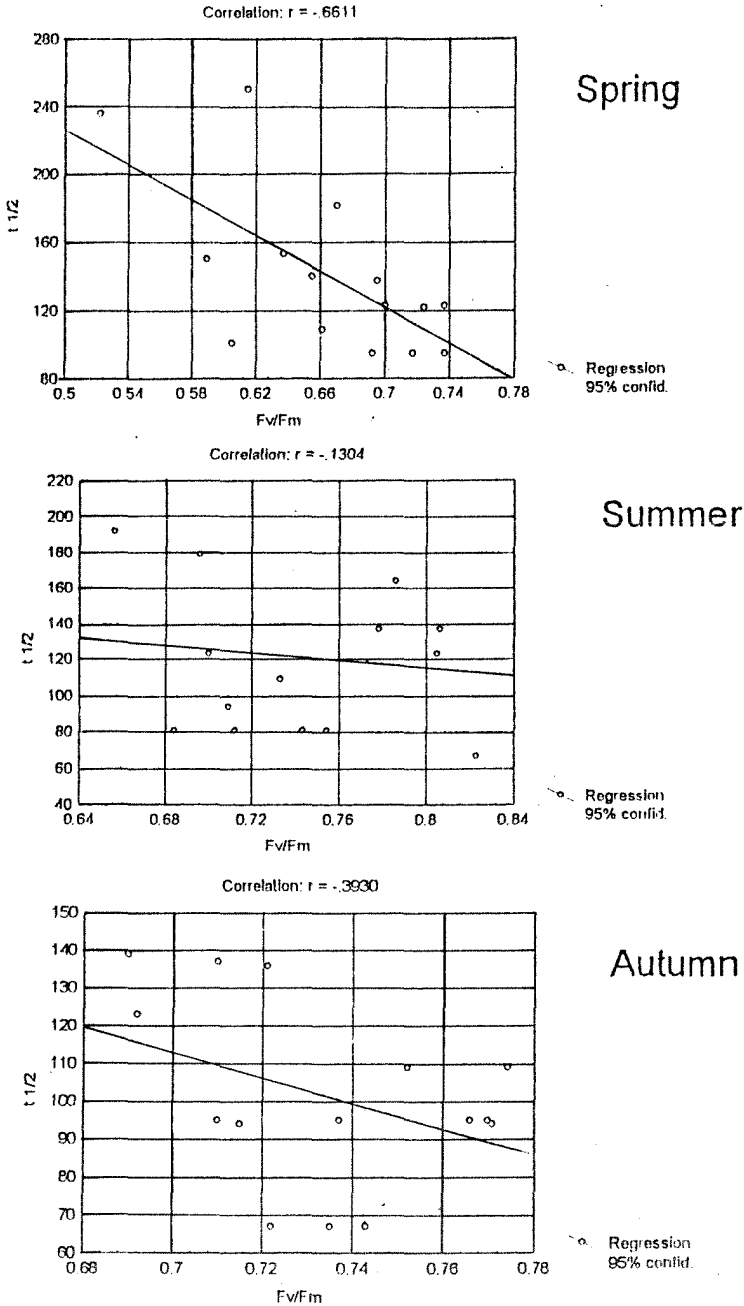 Correlation: r = -.6611
Spring
280
240
200
160
120
80
t 1/2
0.5 0.54 0.58 0.62 0.66 0.7 0.74 0.78
Fv/Fm
Regression
95% confid.
Correlation: r = -.1304
Summer
220
200
180
160
140
120
100
80
60
40
t 1/2
0.64 0.68 0.72 0.76 0.8 0.84
Fv/Fm
Regression
95% confid.
Correlation: r = -.3930
Autumn
150
140
130
120
110
100
90
80
70
60
t 1/2
0.68 0.7 0.72 0.74 0.76 0.78
Fv/Fm
Regression
95% confid.